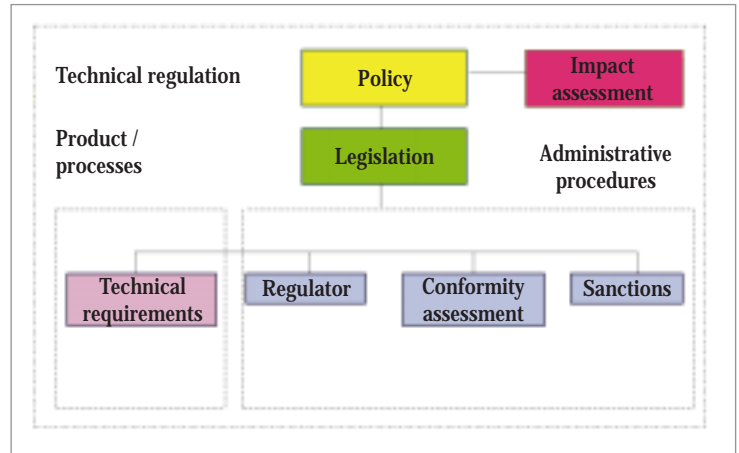 Technical regulation
Policy
Impact
assessment
Product /
processes
Legislation
Administrative
procedures
Technical
requirements
Regulator
Conformity
assessment
Sanctions